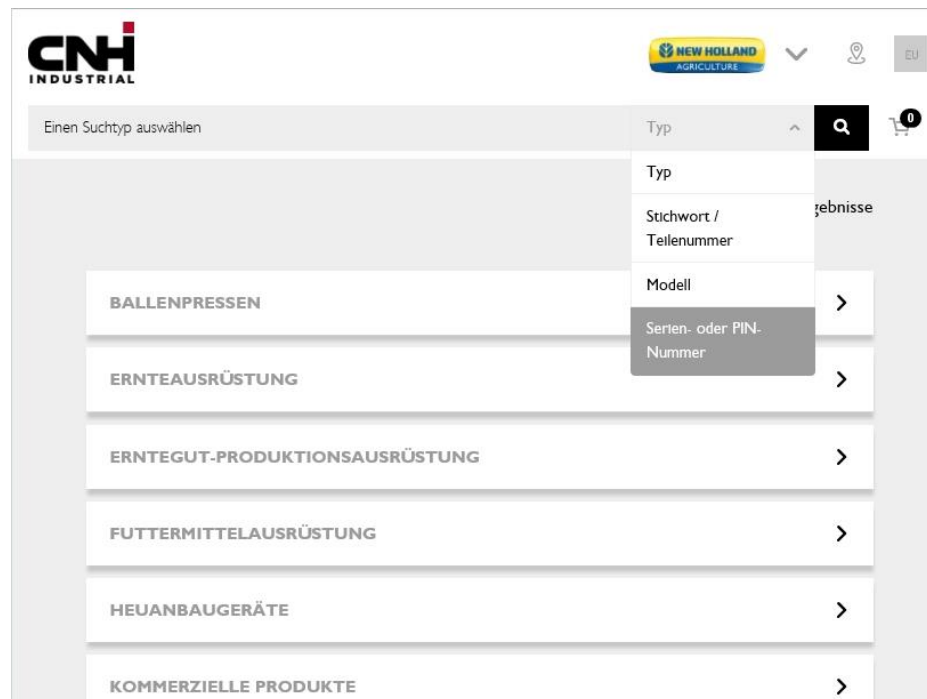 CNH
INDUSTRIAL
NEW HOLLAND
AGRICULTURE
EU
Einen Suchtyp auswählen
Typ
0
Typ
Stichwort /
Teilenummer
Modell
Serien- oder PIN-
Nummer
gebnisse
BALLENPRESSEN
ERNTEAUSRÜSTUNG
ERNTEGUT-PRODUKTIONSAUSRÜSTUNG
FUTTERMITTELAUSRÜSTUNG
HEUANBAUGERÄTE
KOMMERZIELLE PRODUKTE